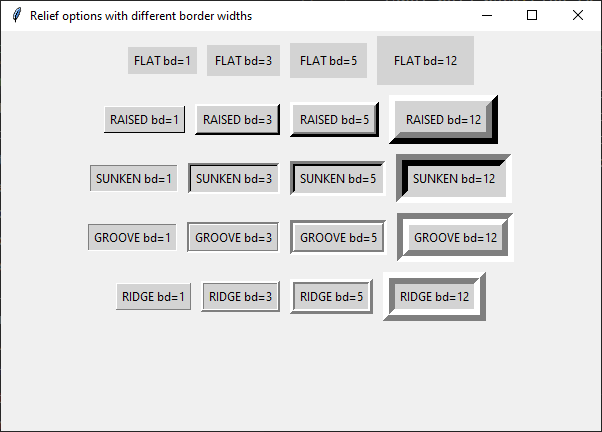 Relief options with different border widths
FLAT bd=1 FLAT bd=3 FLAT bd=5 FLAT bd=12
RAISED bd=1 RAISED bd=3 RAISED bd=5 RAISED bd=12
SUNKEN bd=1 SUNKEN bd=3 SUNKEN bd=5 SUNKEN bd=12
GROOVE bd=1 GROOVE bd=3 GROOVE bd=5 GROOVE bd=12
RIDGE bd=1 RIDGE bd=3 RIDGE bd=5 RIDGE bd=12